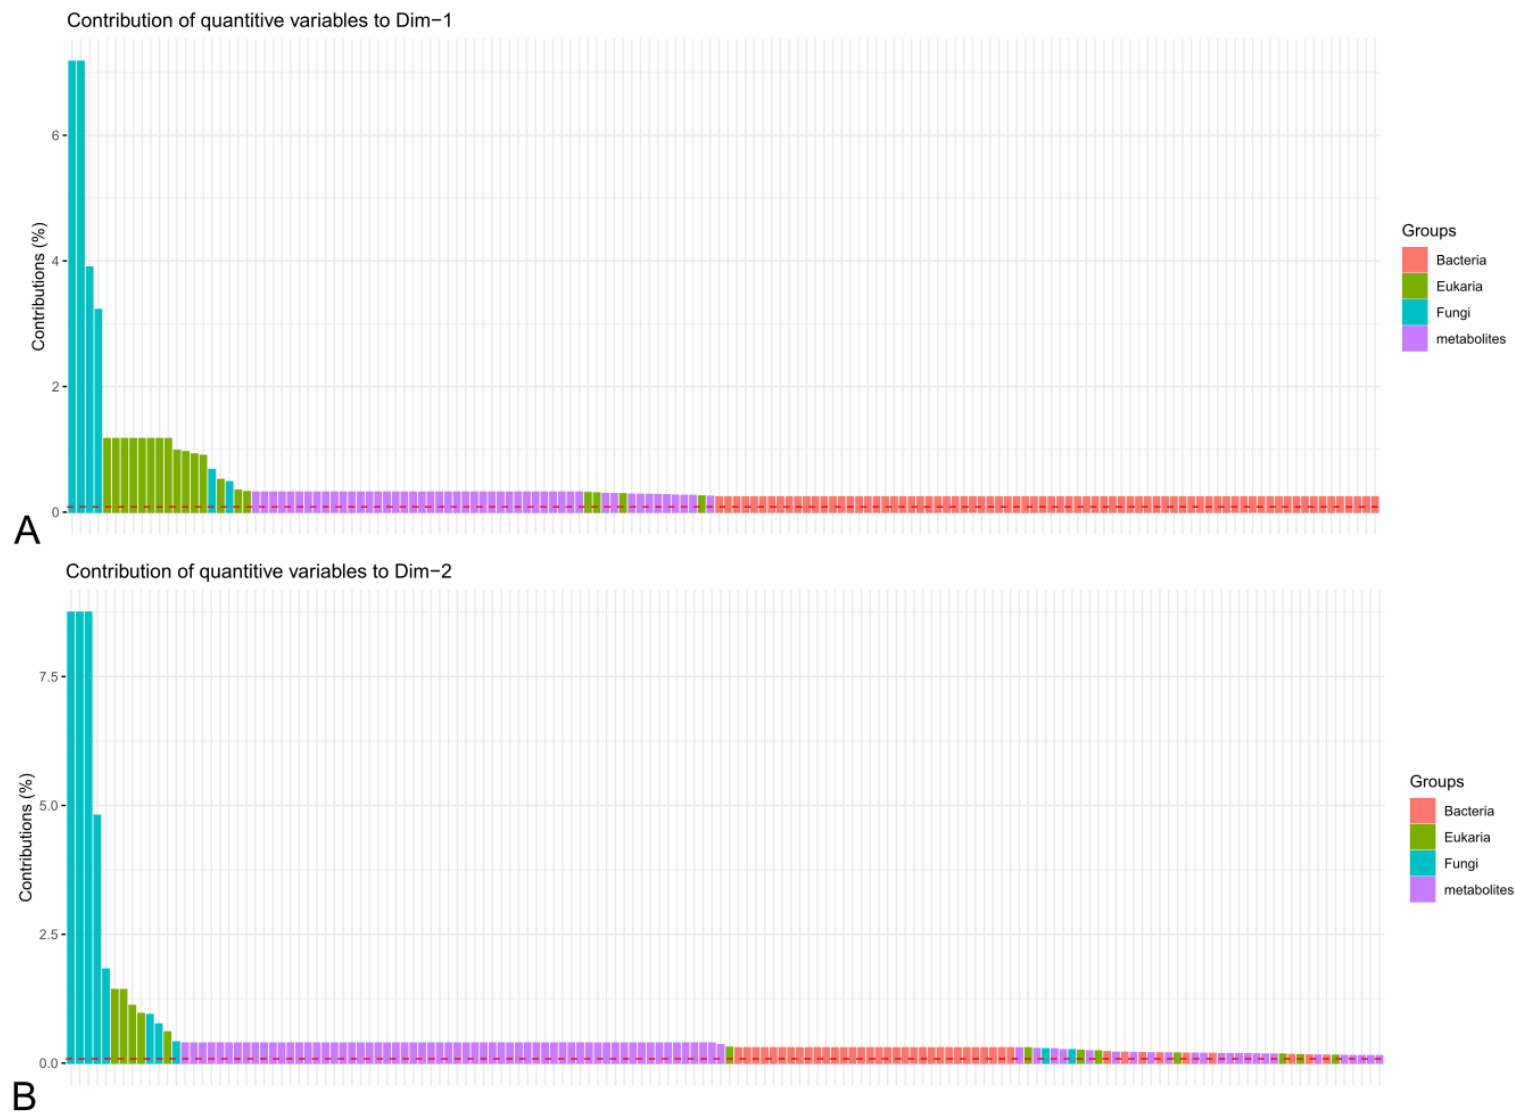 Contribution of quantitive variables to Dim−1
Contributions (%)
6
4
2
0
Groups
Bacteria
Eukaria
Fungi
metabolites
A
Contribution of quantitive variables to Dim−2
Contributions (%)
7.5
5.0
2.5
0.0
Groups
Bacteria
Eukaria
Fungi
metabolites
B